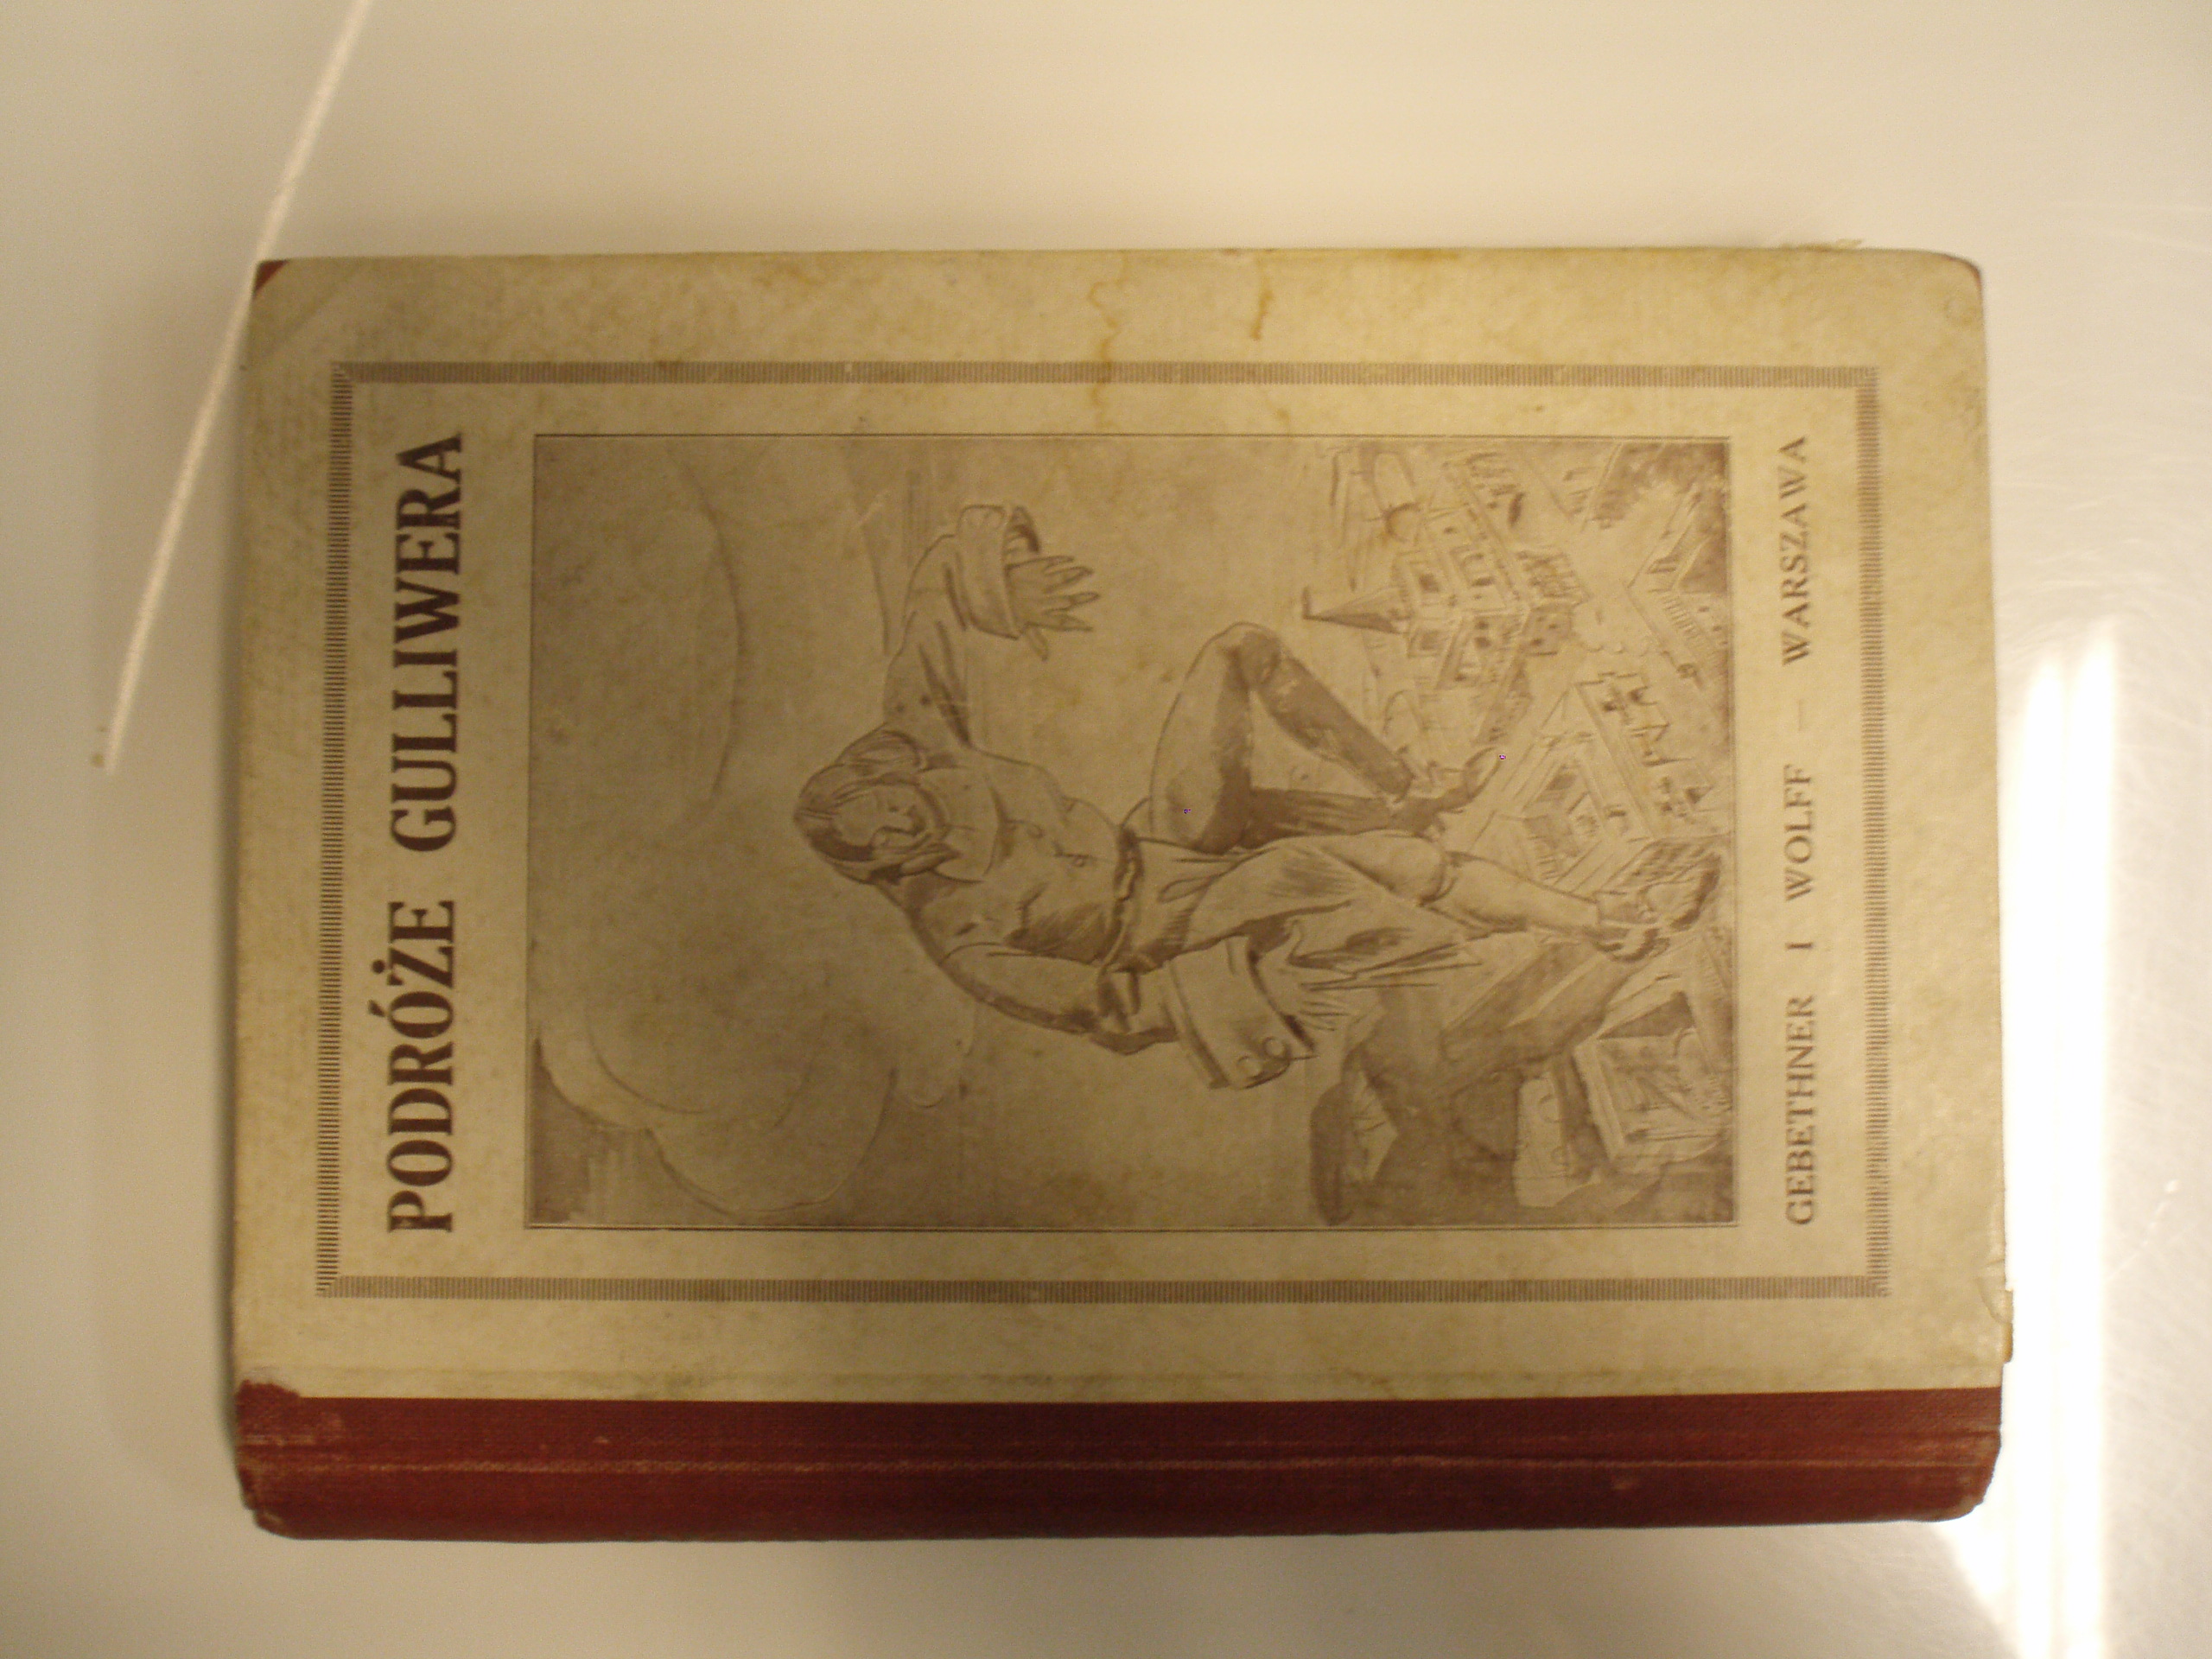 PODRÓŻE GULLIWERA
GEBETHNER I WOLFF — WARSZAWA